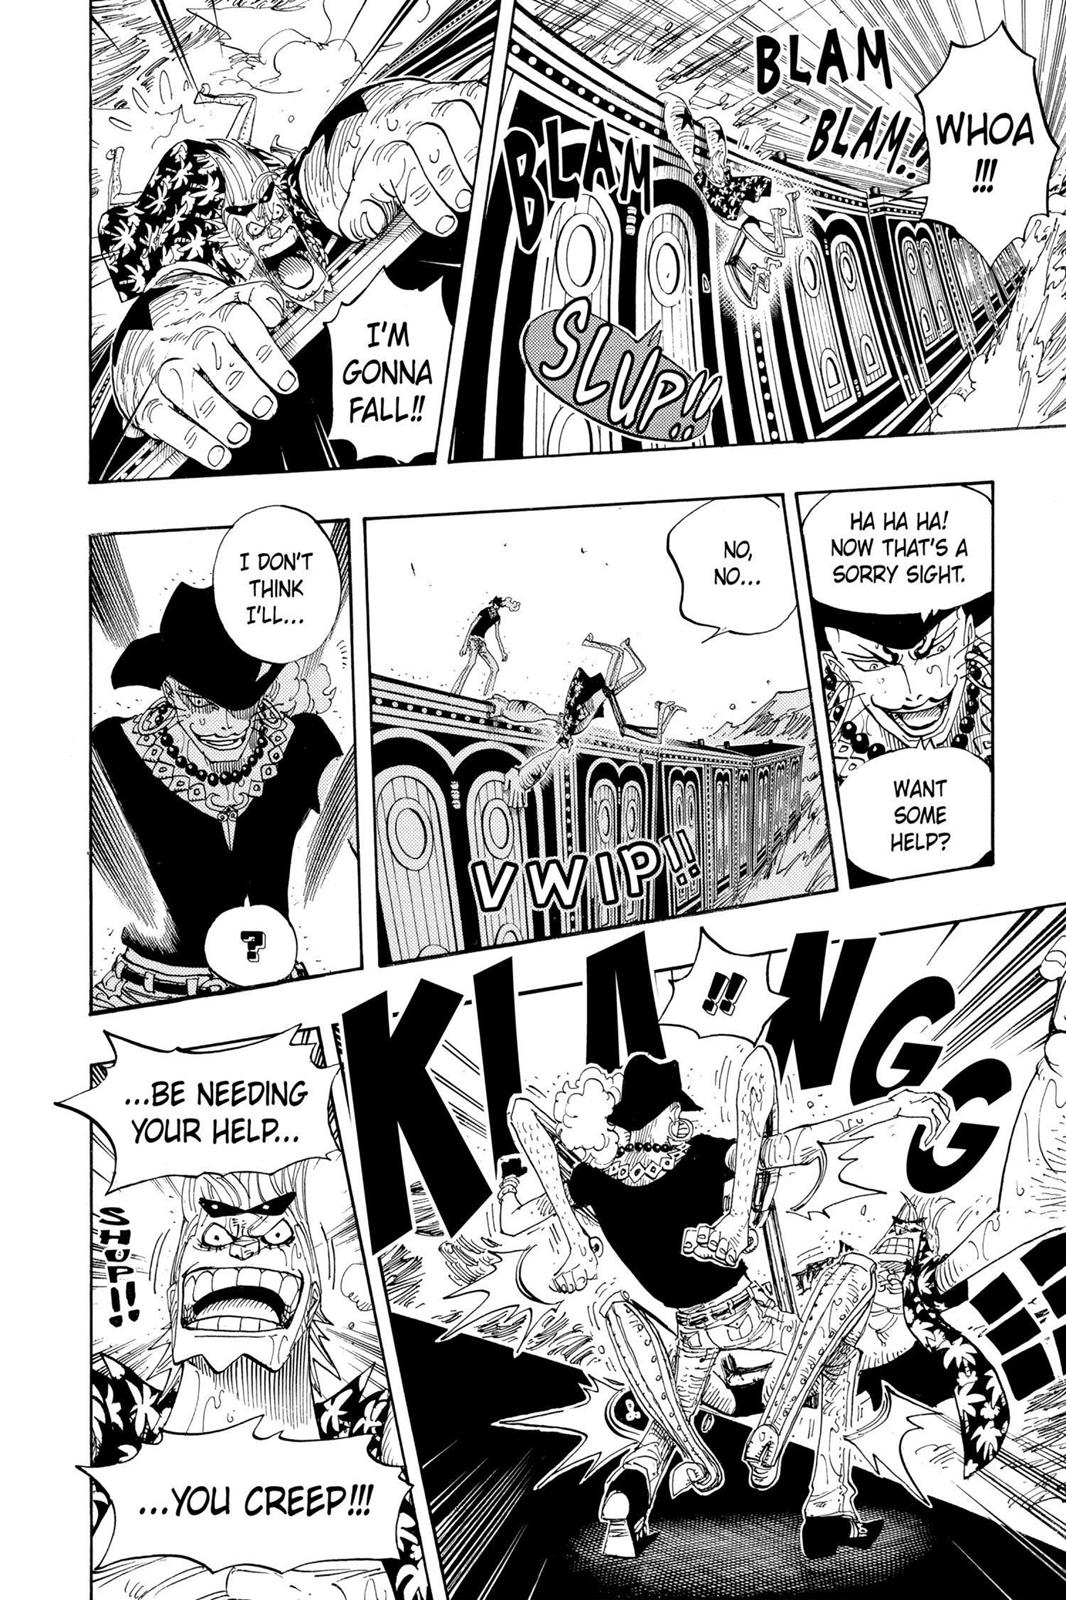 BLAM
BLAM!!
WHOA
!!!
BLAM
SLUP!!
I'M
GONNA
FALL!!
HA HA HA!
NOW THAT'S A
SORRY SIGHT.
WANT
SOME
HELP?
NO,
NO...
VWIP!!
I DON'T
THINK
I'LL...
?
!!
KLANGG
...BE NEEDING
YOUR HELP...
SHUP!!
...YOU CREEP!!!